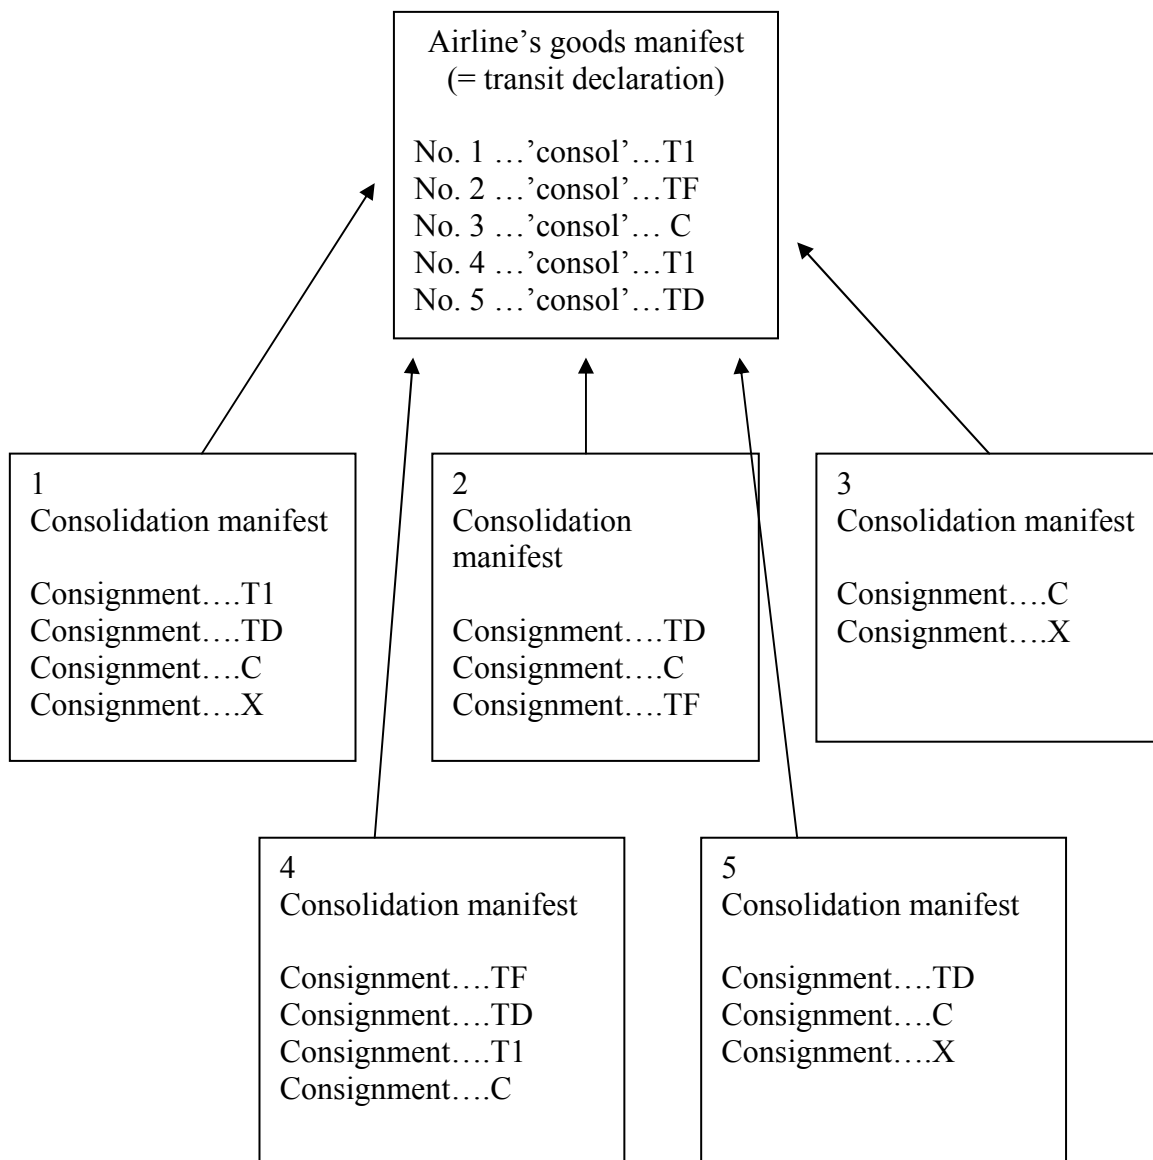 Airline’s goods manifest
(= transit declaration)
No. 1 …’consol’…T1
No. 2 …’consol’…TF
No. 3 …’consol’… C
No. 4 …’consol’…T1
No. 5 …’consol’…TD
1
Consolidation manifest
Consignment….T1
Consignment….TD
Consignment….C
Consignment….X
2
Consolidation
manifest
Consignment….TD
Consignment….C
Consignment….TF
3
Consolidation manifest
Consignment….C
Consignment….X
4
Consolidation manifest
Consignment….TF
Consignment….TD
Consignment….T1
Consignment….C
5
Consolidation manifest
Consignment….TD
Consignment….C
Consignment….X